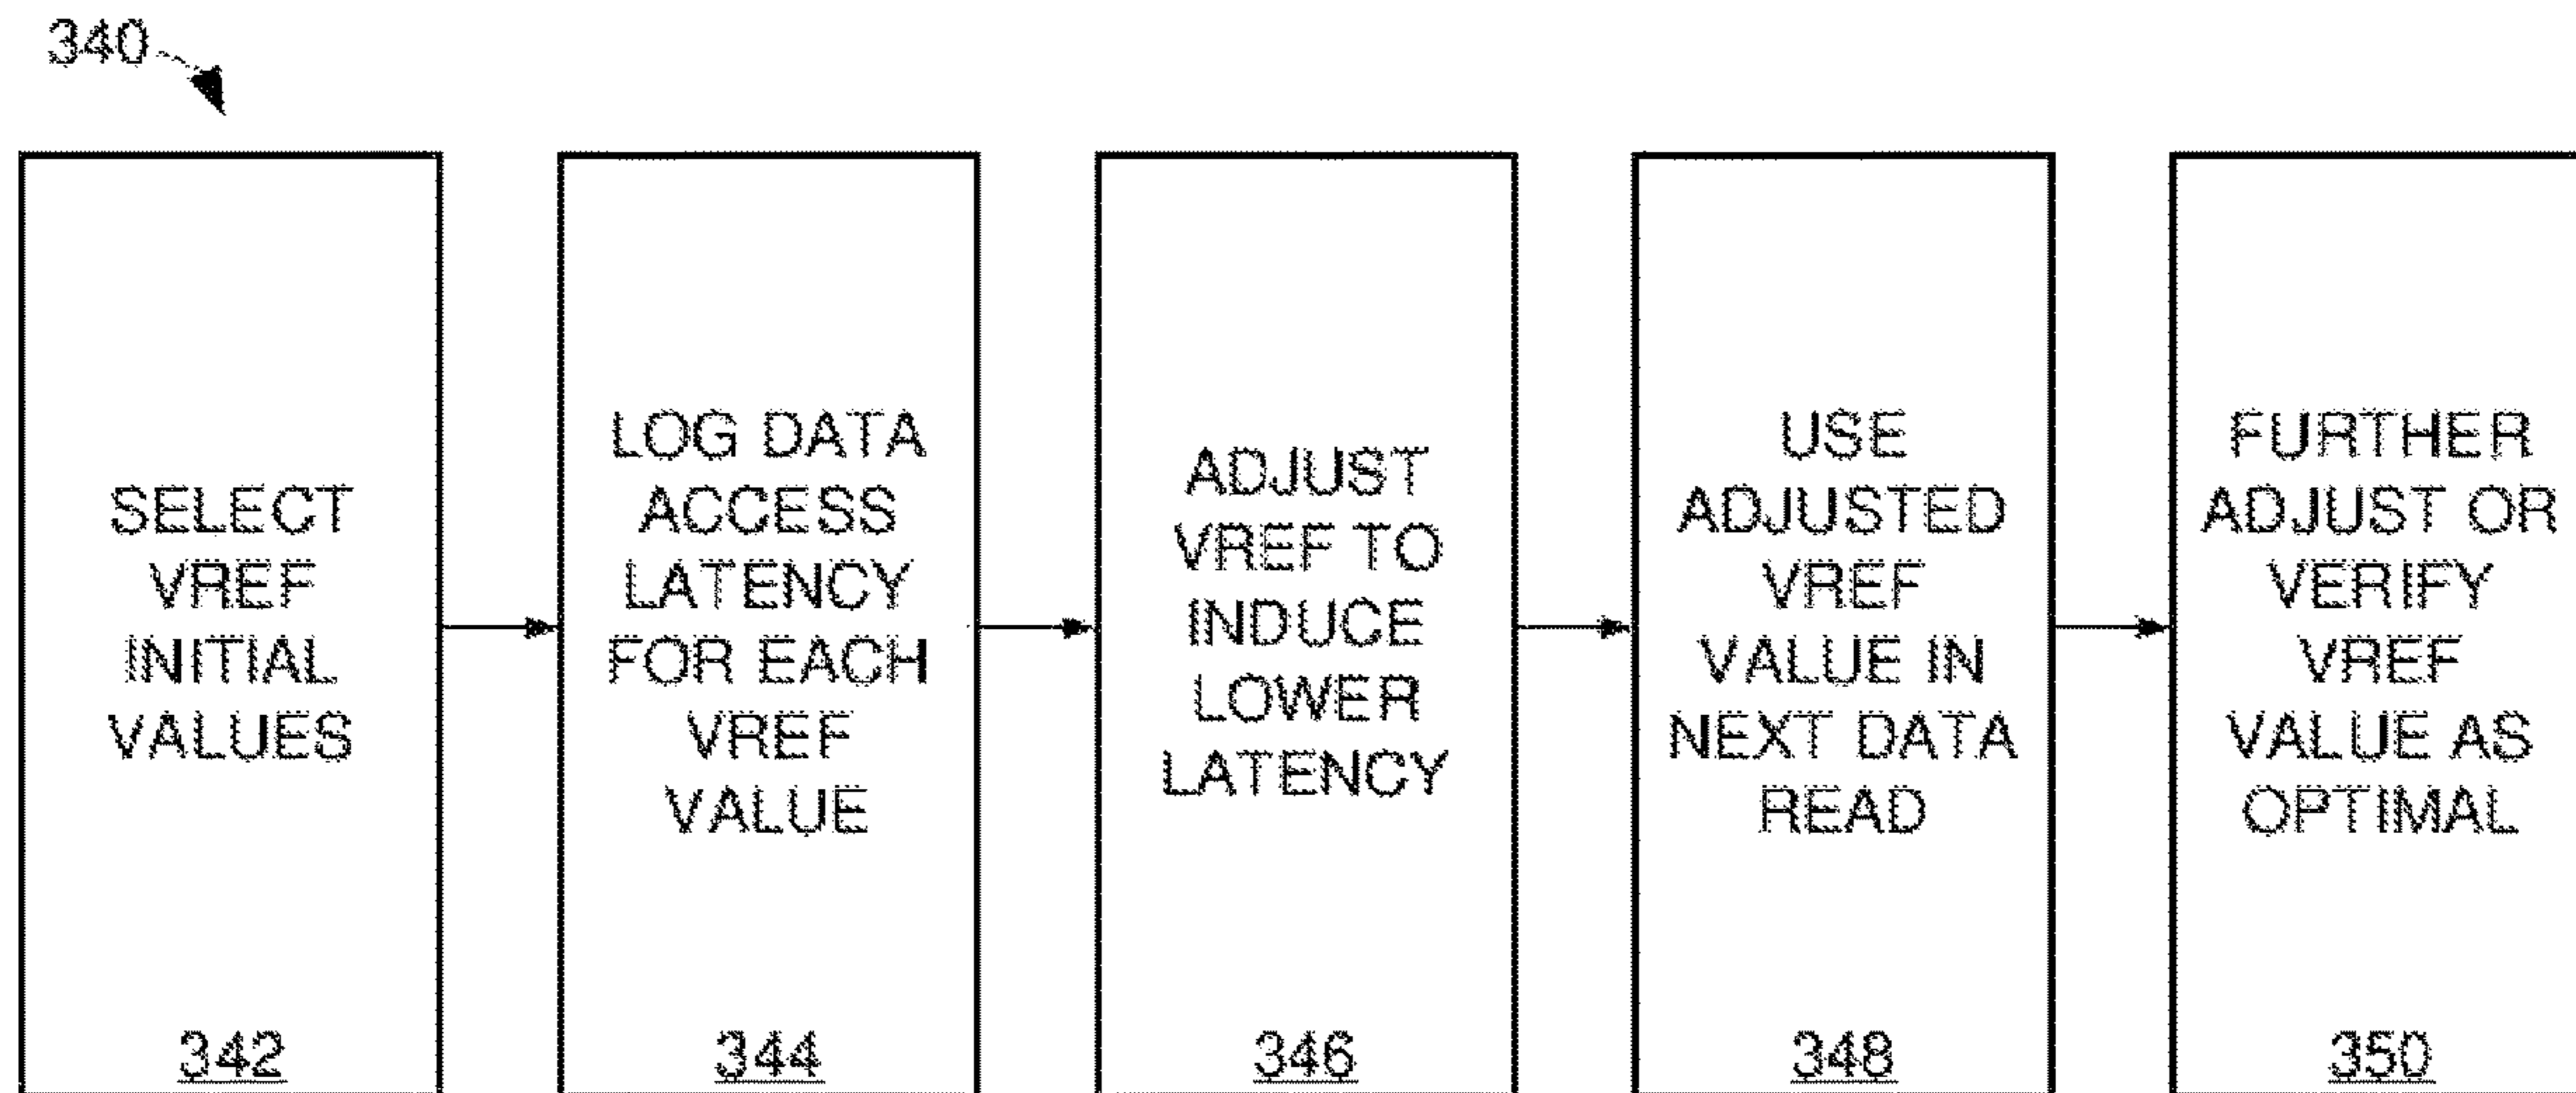 340
SELECT
VREF
INITIAL
VALUES
342
LOG DATA
ACCESS
LATENCY
FOR EACH
VREF
VALUE
344
ADJUST
VREF TO
INDUCE
LOWER
LATENCY
346
USE
ADJUSTED
VREF
VALUE IN
NEXT DATA
READ
348
FURTHER
ADJUST OR
VERIFY
VREF
VALUE AS
OPTIMAL
350